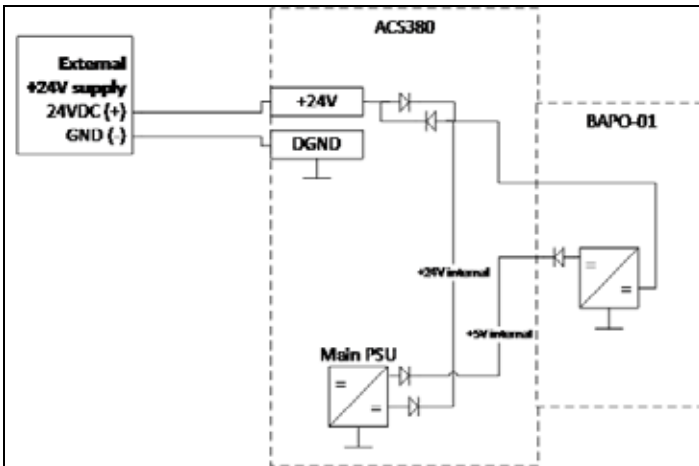 ACS380
External
+24V supply
24VDC (+)
GND (-)
+24V
DGND
BAPO-01
+24V internal
+5V internal
Main PSU
=
=
=
=